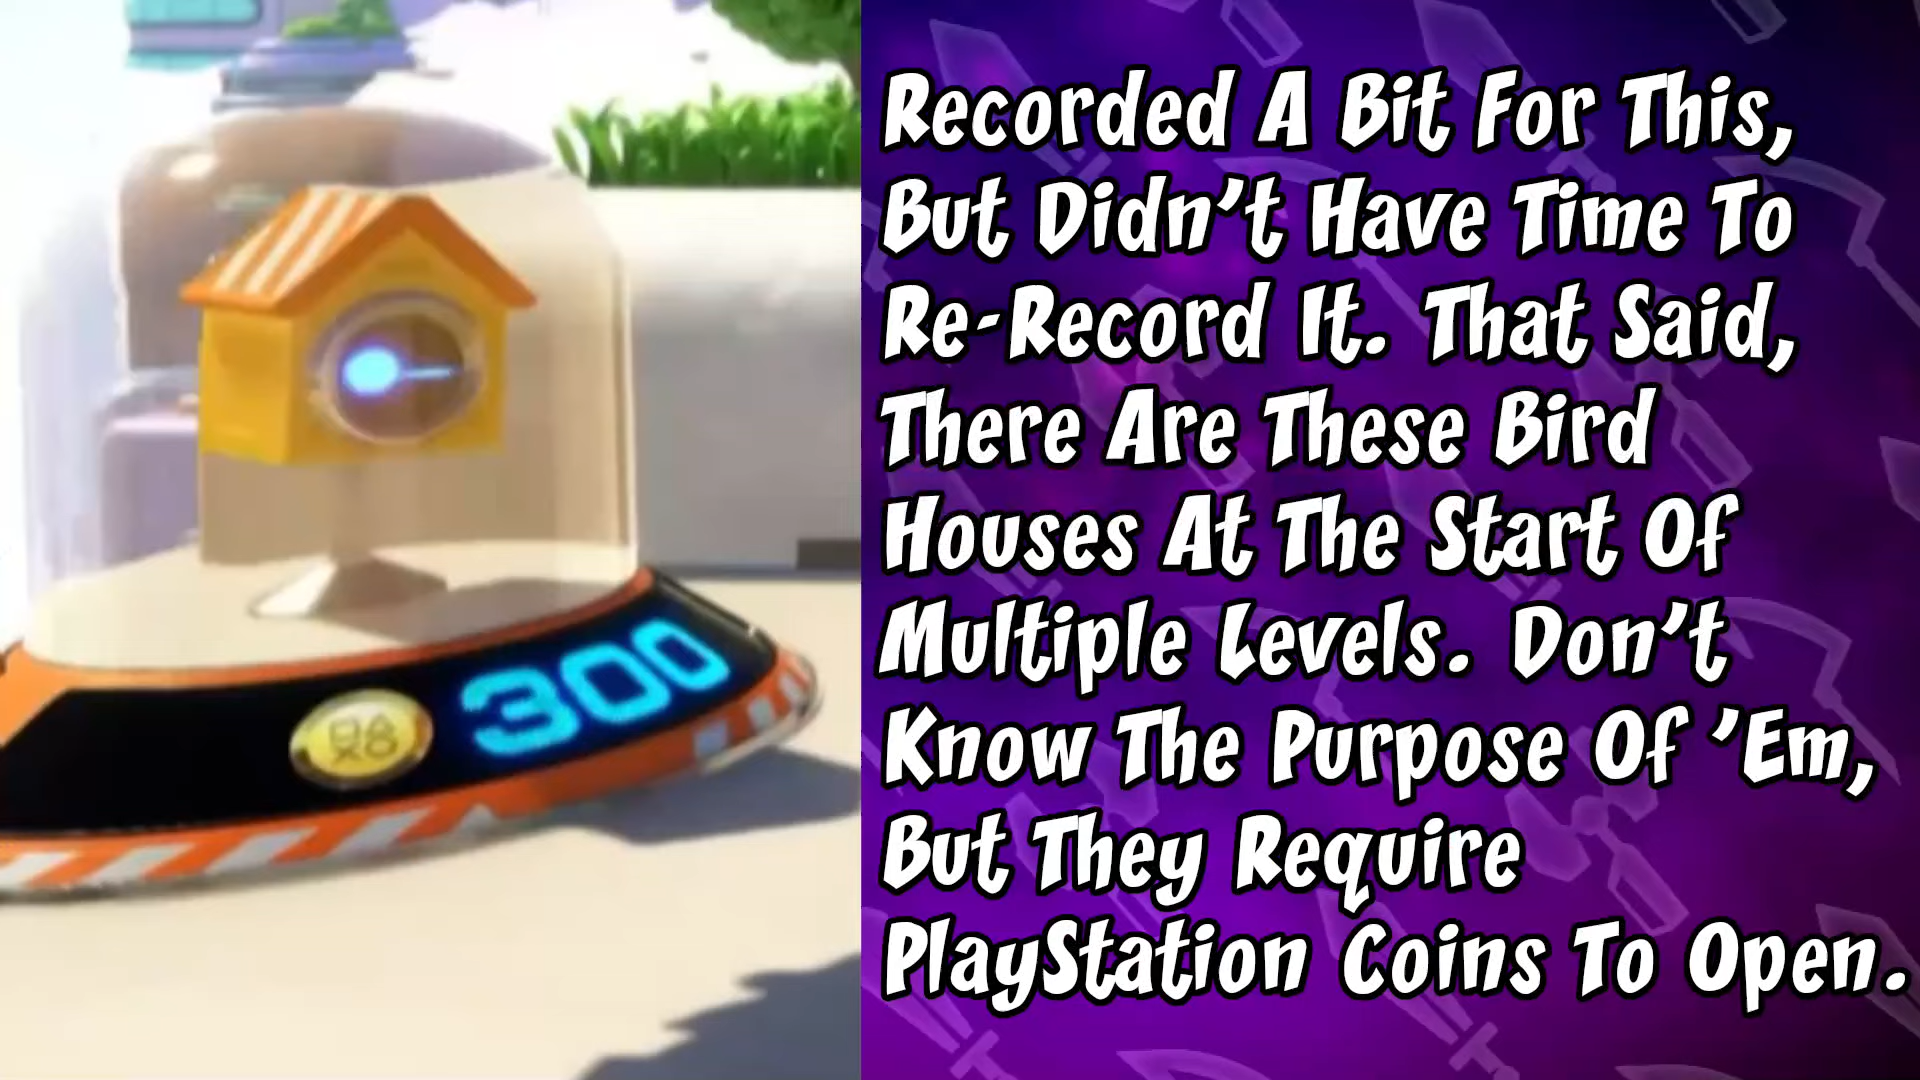 Recorded A Bit For This,
But Didn't Have Time To
Re-Record It. That Said,
There Are These Bird
Houses At The Start Of
Multiple Levels. Don't
Know The Purpose Of 'Em,
But They Require
PlayStation Coins To Open.
300